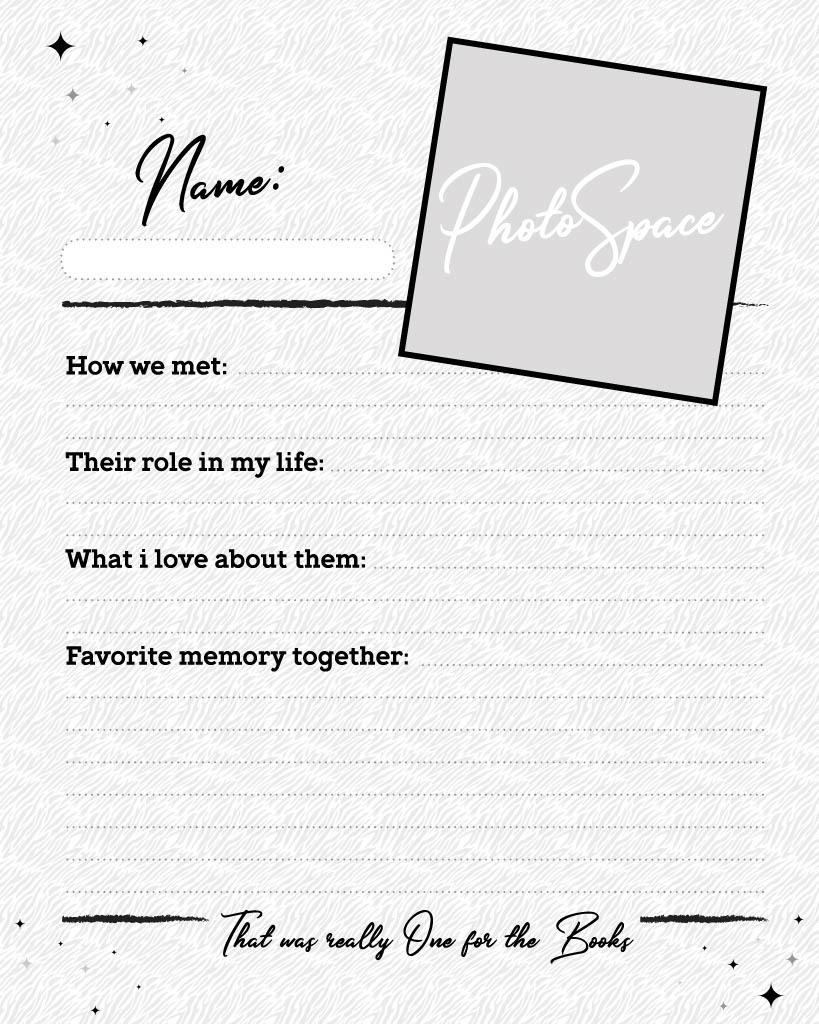 Name:
PhotoSpace
How we met:
Their role in my life:
What i love about them:
Favorite memory together:
That was really One for the Books